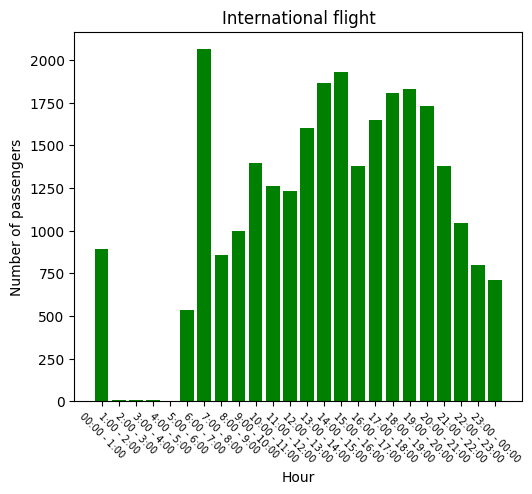 International flight
Number of passengers
2000
1750
1500
1250
1000
750
500
250
0
00:00 - 1:00
1:00 - 2:00
2:00 - 3:00
3:00 - 4:00
4:00 - 5:00
5:00 - 6:00
6:00 - 7:00
7:00 - 8:00
8:00 - 9:00
9:00 - 10:00
10:00 - 11:00
11:00 - 12:00
12:00 - 13:00
13:00 - 14:00
14:00 - 15:00
15:00 - 16:00
16:00 - 17:00
17:00 - 18:00
18:00 - 19:00
19:00 - 20:00
20:00 - 21:00
21:00 - 22:00
22:00 - 23:00
23:00 - 00:00
Hour